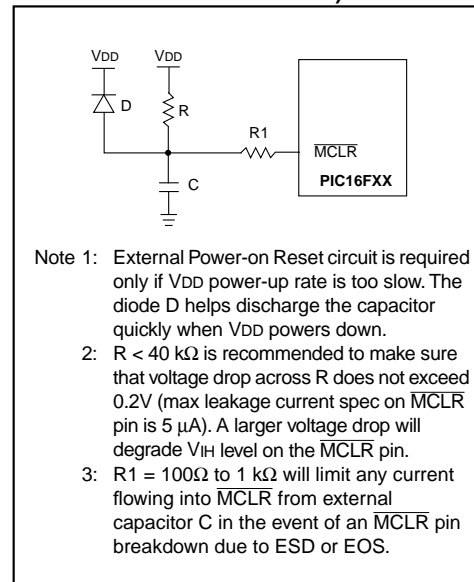 VDD VDD
D R
R1
MCLR
C PIC16FXX
Note 1: External Power-on Reset circuit is required
only if VDD power-up rate is too slow. The
diode D helps discharge the capacitor
quickly when VDD powers down.
2: R < 40 kΩ is recommended to make sure
that voltage drop across R does not exceed
0.2V (max leakage current spec on MCLR
pin is 5 μA). A larger voltage drop will
degrade VIH level on the MCLR pin.
3: R1 = 100Ω to 1 kΩ will limit any current
flowing into MCLR from external
capacitor C in the event of an MCLR pin
breakdown due to ESD or EOS.